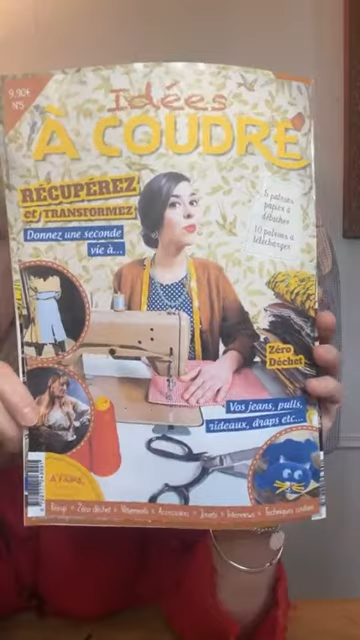 9,90€
N°5
Idées
À COUDRE
RÉCUPÉREZ
et TRANSFORMEZ
Donnez une seconde
vie à...
5 patrons
papier à
détacher
10 patrons à
télécharger
Zéro
Déchet
Vos jeans, pulls,
rideaux, draps etc...
À FAIRE
Récup Zéro déchet Vêtements Accessoires Jouets Interviews Techniques couture